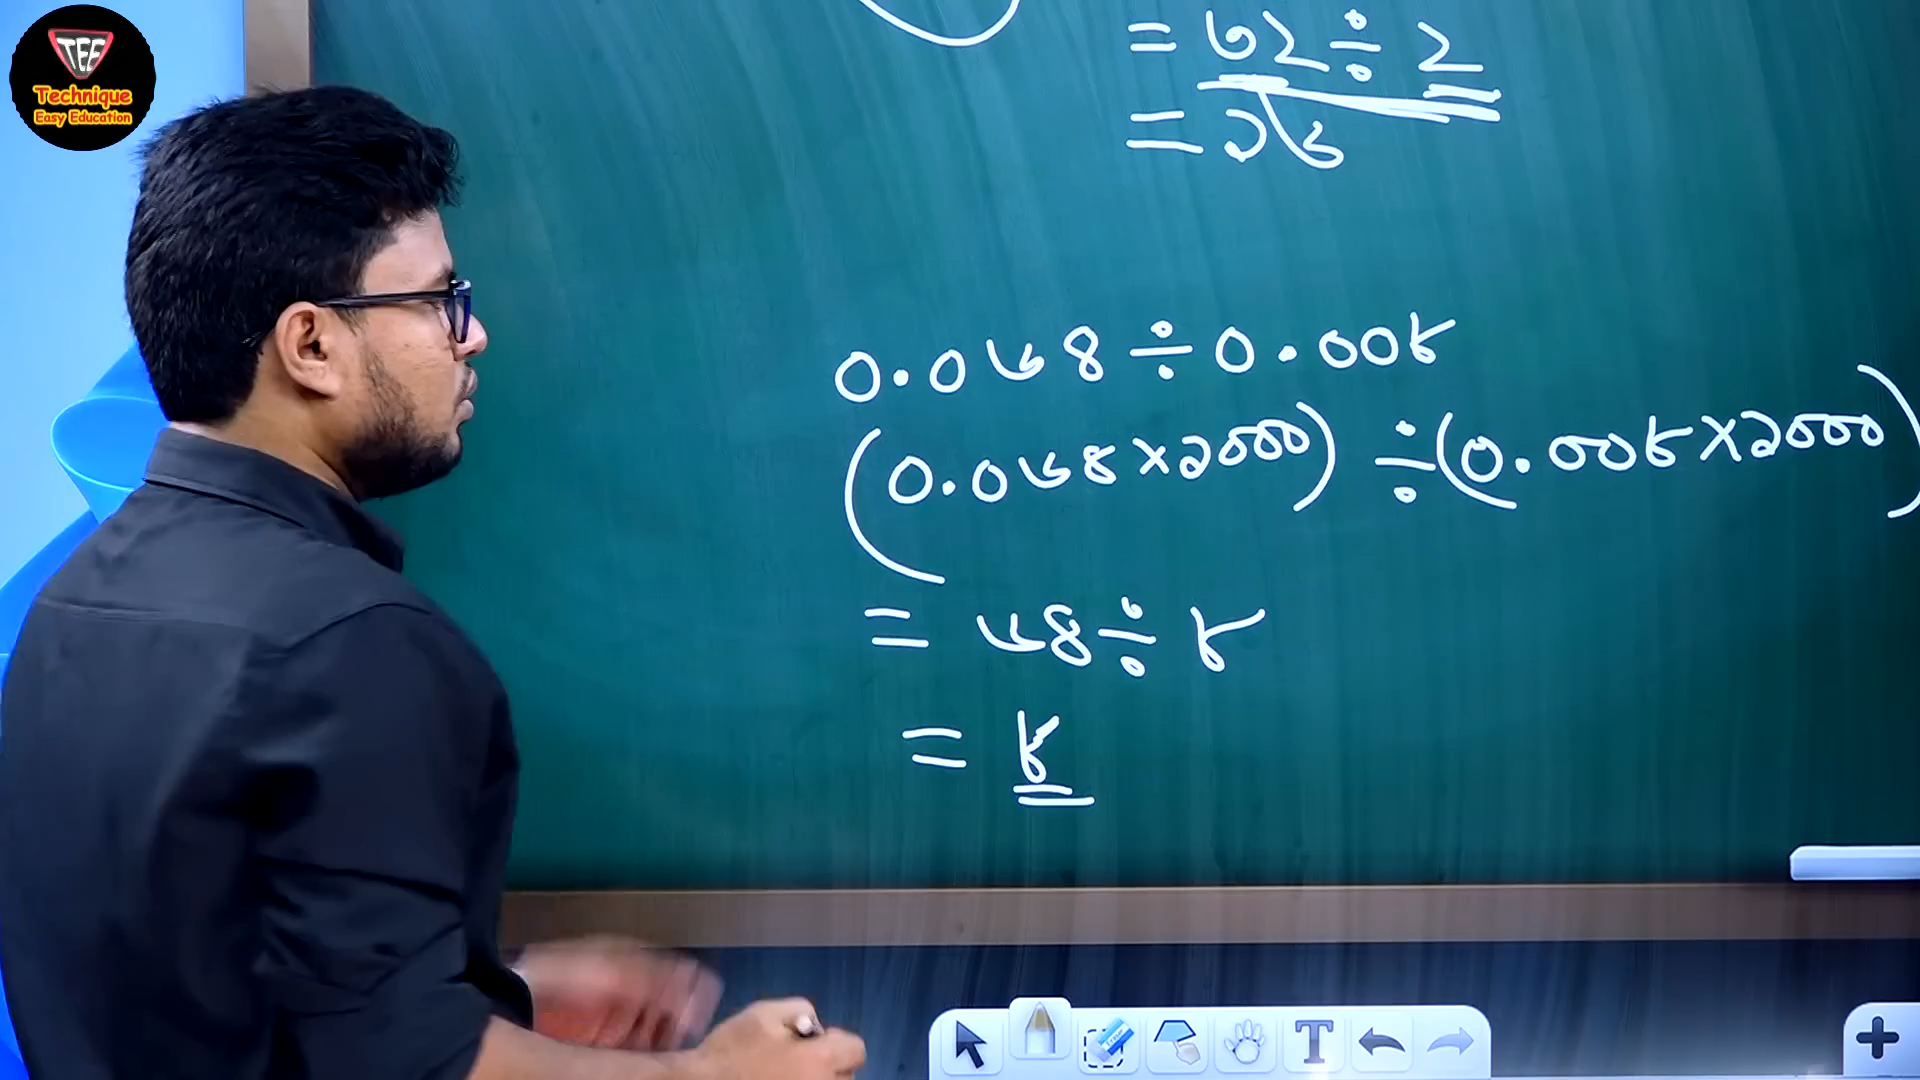 TEE
Technique
Easy Education
= ৩২ ÷ ২
= ১৬
০.০৬৪ ÷ ০.০০৮
(০.০৬৪×১০০০) ÷ (০.০০৮×১০০০)
= ৬৪ ÷ ৮
= ৮
T